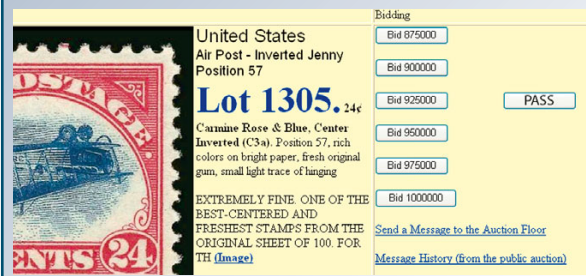 POSTAGE
ENTS 24
United States
Air Post - Inverted Jenny
Position 57
Lot 1305. 24¢
Carmine Rose & Blue, Center
Inverted (C3a). Position 57, rich
colors on bright paper, fresh original
gum, small light trace of hinging
EXTREMELY FINE. ONE OF THE
BEST-CENTERED AND
FRESHEST STAMPS FROM THE
ORIGINAL SHEET OF 100. FOR
TH (Image)
Bidding
Bid 875000
Bid 900000
Bid 925000
PASS
Bid 950000
Bid 975000
Bid 1000000
Send a Message to the Auction Floor
Message History (from the public auction)